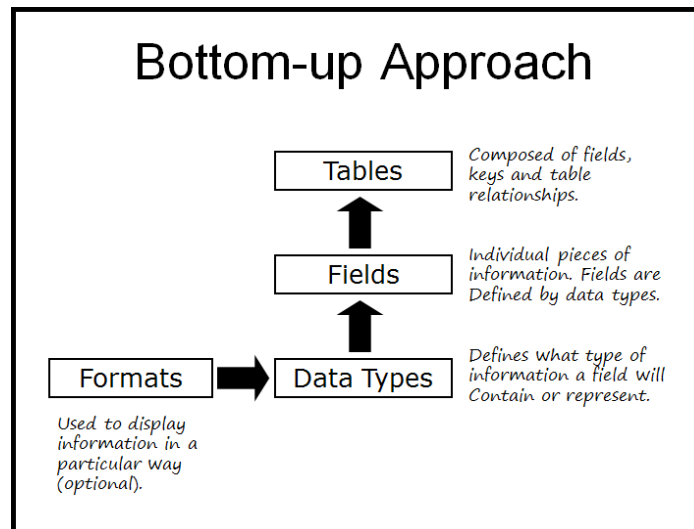 Bottom-up Approach
Tables
Composed of fields,
keys and table
relationships.
Fields
Individual pieces of
information. Fields are
Defined by data types.
Formats
Data Types
Defines what type of
information a field will
Contain or represent.
Used to display
information in a
particular way
(optional).